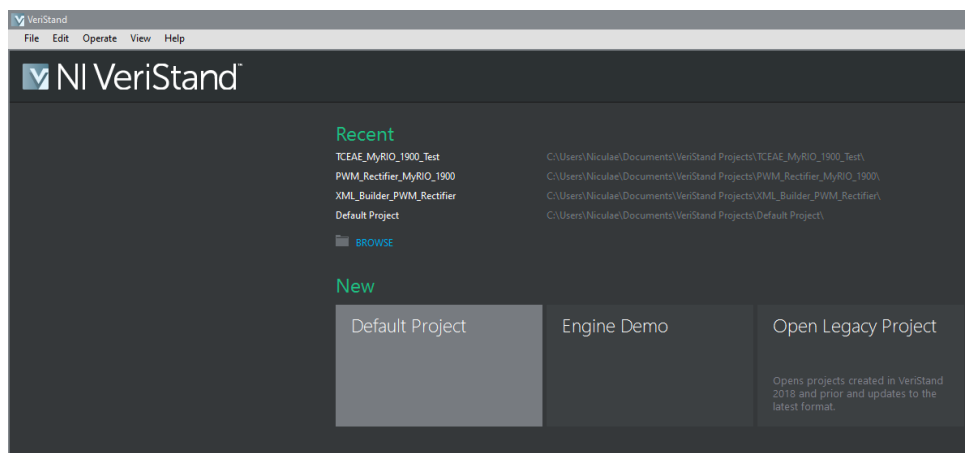 VeriStand
File Edit Operate View Help
NI VeriStand™
Recent
TCEAE_MyRIO_1900_Test C:\Users\Niculae\Documents\VeriStand Projects\TCEAE_MyRIO_1900_Test\
PWM_Rectifier_MyRIO_1900 C:\Users\Niculae\Documents\VeriStand Projects\PWM_Rectifier_MyRIO_1900\
XML_Builder_PWM_Rectifier C:\Users\Niculae\Documents\VeriStand Projects\XML_Builder_PWM_Rectifier\
Default Project C:\Users\Niculae\Documents\VeriStand Projects\Default Project\
BROWSE
New
Default Project
Engine Demo
Open Legacy Project
Opens projects created in VeriStand
2018 and prior and updates to the
latest format.